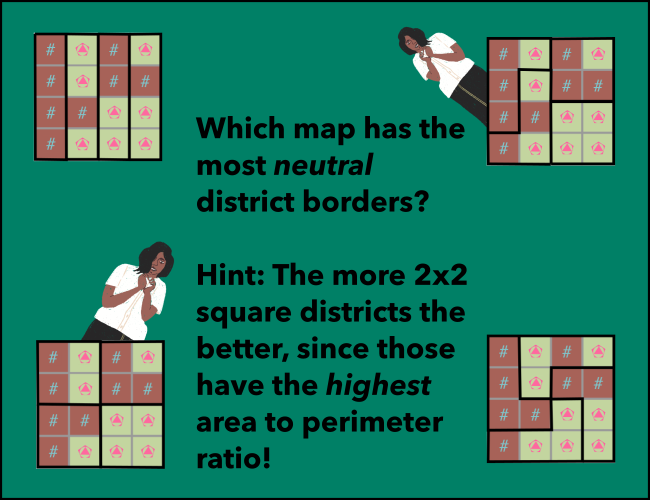 Which map has the
most neutral
district borders?
Hint: The more 2x2
square districts the
better, since those
have the highest
area to perimeter
ratio!